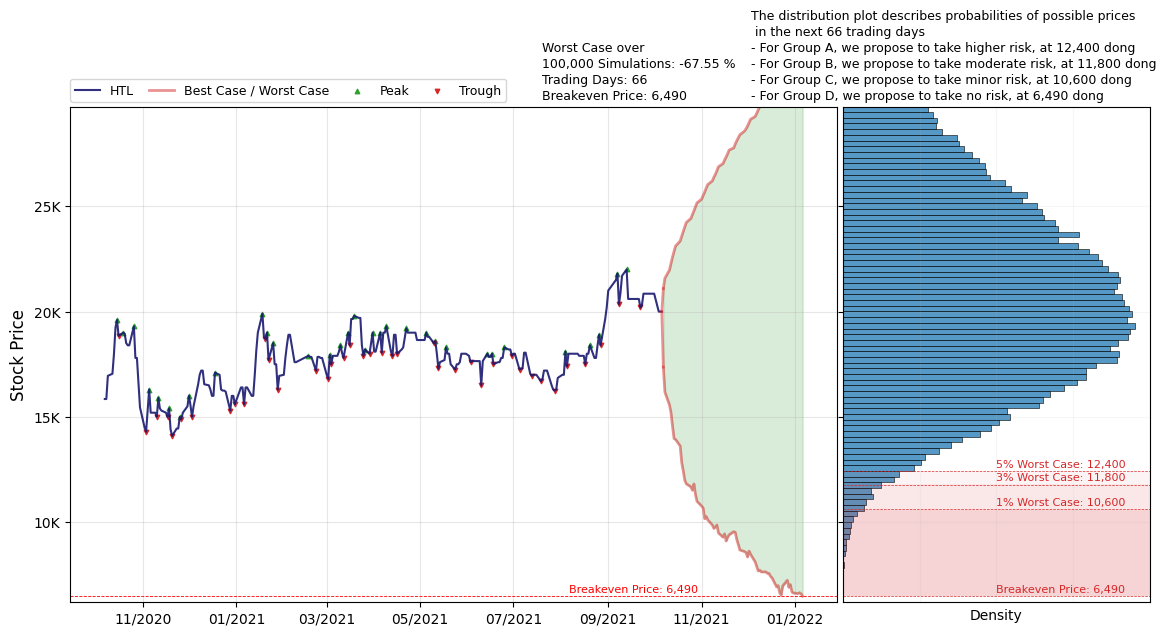 The distribution plot describes probabilities of possible prices
in the next 66 trading days
- For Group A, we propose to take higher risk, at 12,400 dong
- For Group B, we propose to take moderate risk, at 11,800 dong
- For Group C, we propose to take minor risk, at 10,600 dong
- For Group D, we propose to take no risk, at 6,490 dong
Worst Case over
100,000 Simulations: -67.55 %
Trading Days: 66
Breakeven Price: 6,490
HTL
Best Case / Worst Case
Peak
Trough
Stock Price
25K
20K
15K
10K
Breakeven Price: 6,490
11/2020
01/2021
03/2021
05/2021
07/2021
09/2021
11/2021
01/2022
5% Worst Case: 12,400
3% Worst Case: 11,800
1% Worst Case: 10,600
Breakeven Price: 6,490
Density